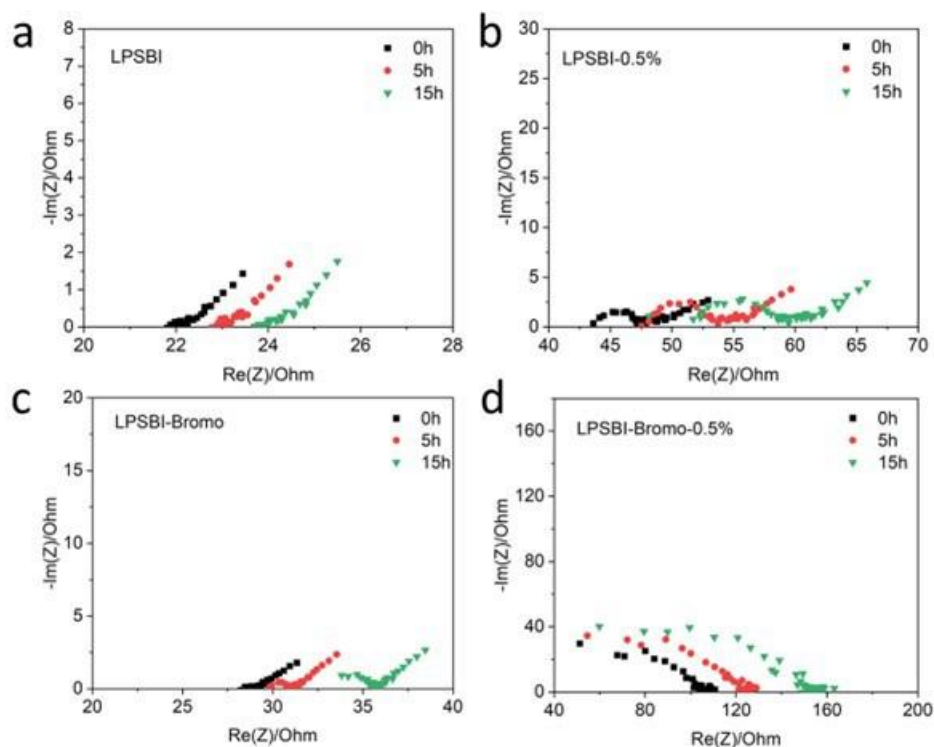 a
LPSBI
0h
5h
15h
8
7
6
5
4
3
2
1
0
-Im(Z)/Ohm
20 22 24 26 28
Re(Z)/Ohm
b
LPSBI-0.5%
0h
5h
15h
30
25
20
15
10
5
0
-Im(Z)/Ohm
40 45 50 55 60 65 70
Re(Z)/Ohm
c
LPSBI-Bromo
0h
5h
15h
20
15
10
5
0
-Im(Z)/Ohm
20 25 30 35 40
Re(Z)/Ohm
d
LPSBI-Bromo-0.5%
0h
5h
15h
160
120
80
40
0
-Im(Z)/Ohm
40 80 120 160 200
Re(Z)/Ohm